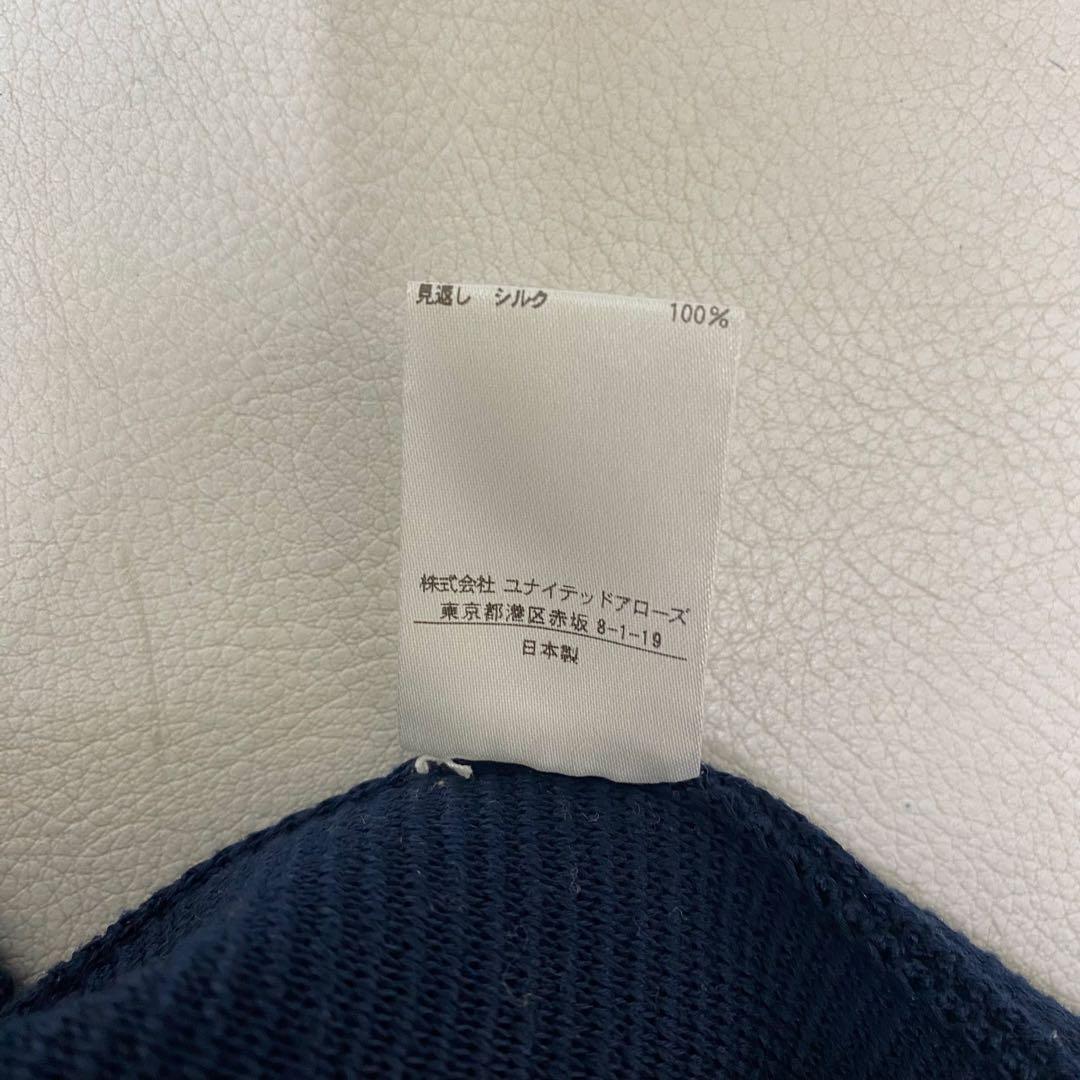 見返し シルク 100%
株式会社 ユナイテッドアローズ
東京都港区赤坂 8-1-19
日本製